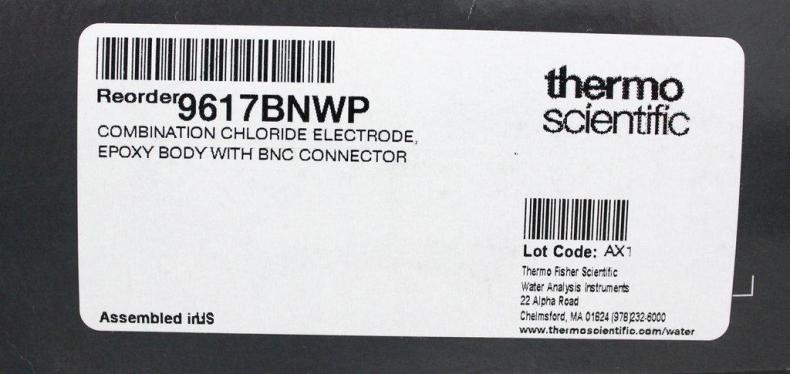 Reorder 9617BNWP
COMBINATION CHLORIDE ELECTRODE,
EPOXY BODY WITH BNC CONNECTOR
thermo
scientific
Lot Code: AX1
Thermo Fisher Scientific
Water Analysis Instruments
22 Alpha Road
Chelmsford, MA 01824 (978)232-6000
www.thermoscientific.com/water
Assembled in US